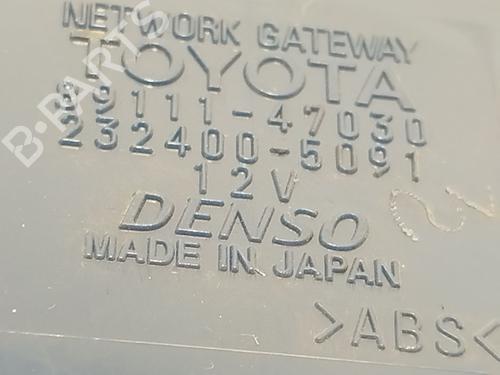 NETWORK GATEWAY
TOYOTA
89111-47030
232400-5091
12V
DENSO
MADE IN JAPAN
>ABS<
B-PARTS